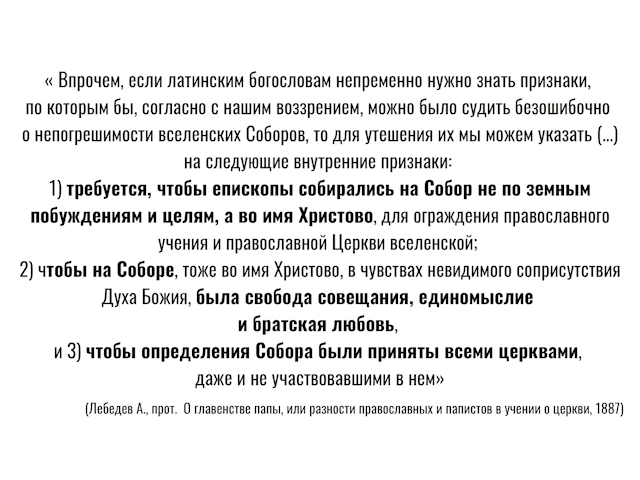 « Впрочем, если латинским богословам непременно нужно знать признаки,
по которым бы, согласно с нашим воззрением, можно было судить безошибочно
о непогрешимости вселенских Соборов, то для утешения их мы можем указать (...)
на следующие внутренние признаки:
1) требуется, чтобы епископы собирались на Собор не по земным
побуждениям и целям, а во имя Христово, для ограждения православного
учения и православной Церкви вселенской;
2) чтобы на Соборе, тоже во имя Христово, в чувствах невидимого соприсутствия
Духа Божия, была свобода совещания, единомыслие
и братская любовь,
и 3) чтобы определения Собора были приняты всеми церквами,
даже и не участвовавшими в нем»
(Лебедев А., прот. О главенстве папы, или разности православных и папистов в учении о церкви, 1887)